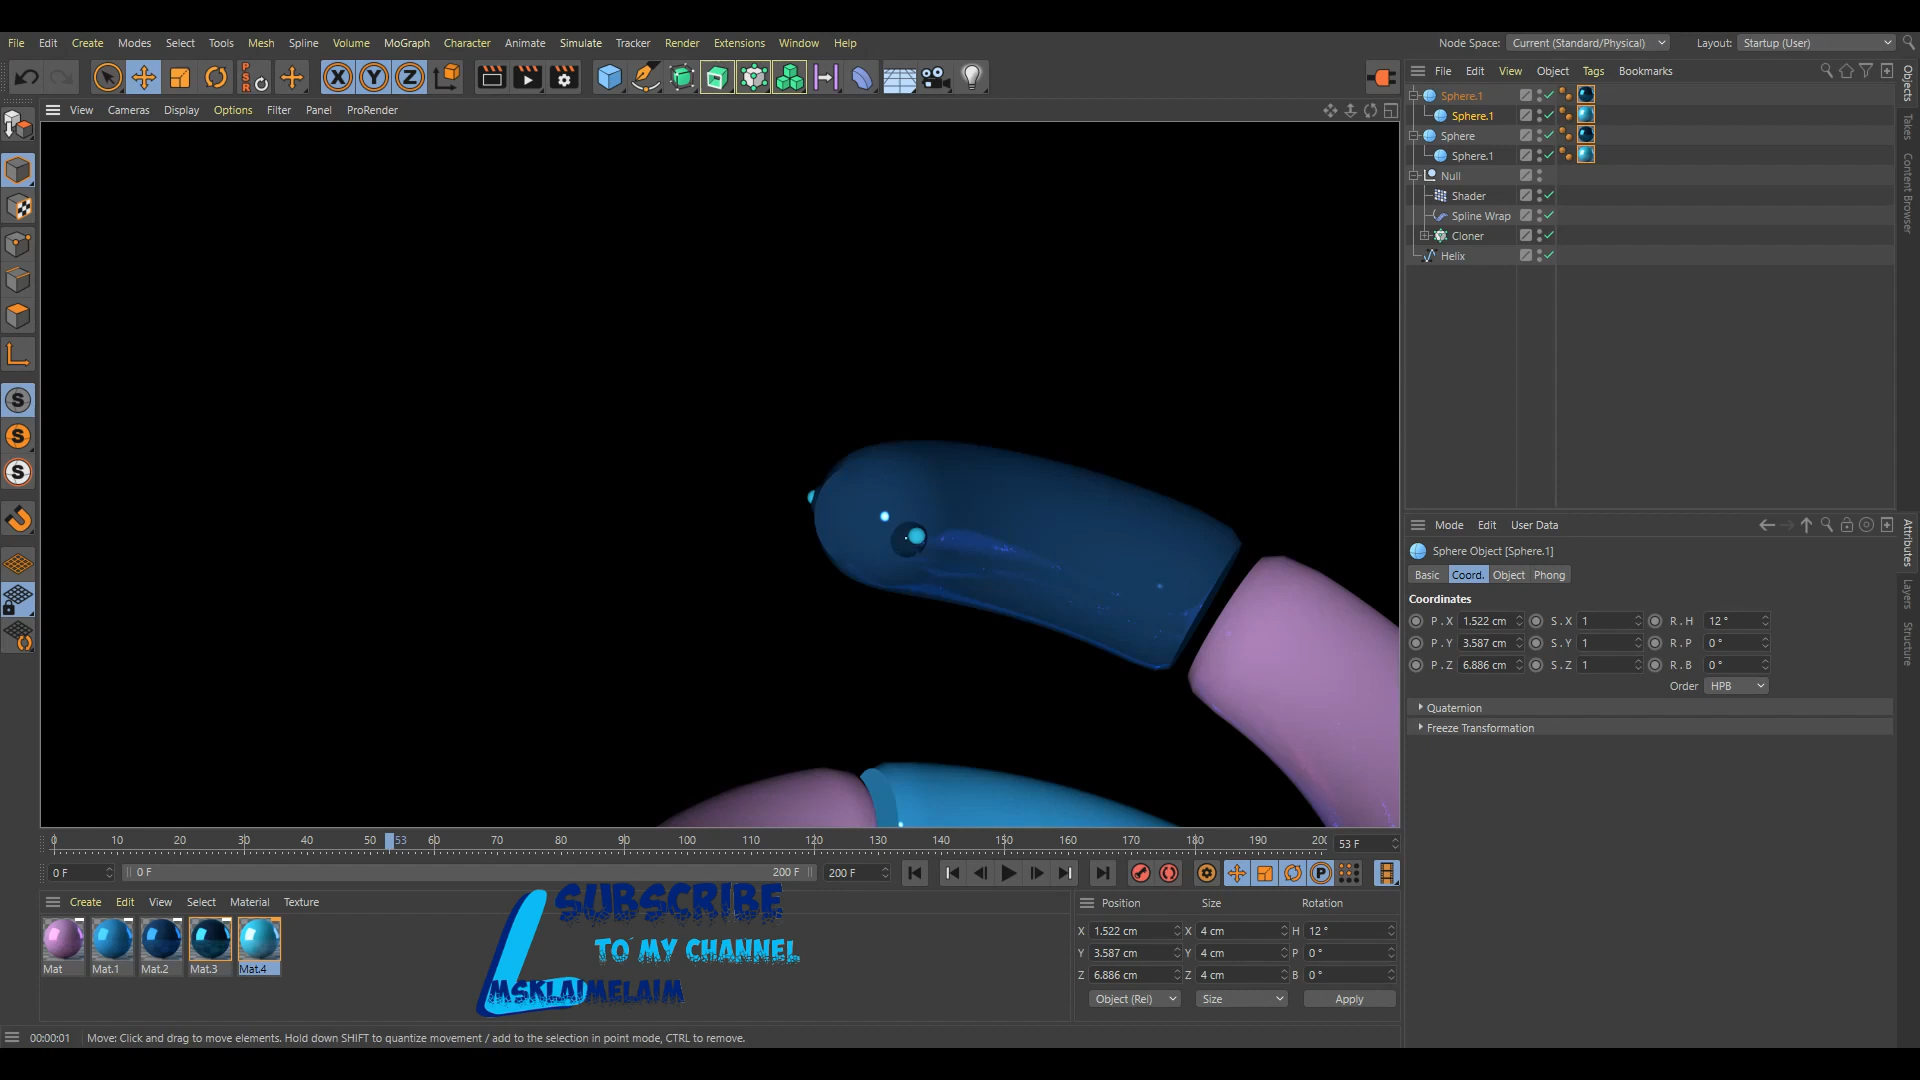 File Edit Create Modes Select Tools Mesh Spline Volume MoGraph Character Animate Simulate Tracker Render Extensions Window Help
Node Space: Current (Standard/Physical) Layout: Startup (User)
PSR X Y Z
View Cameras Display Options Filter Panel ProRender
File Edit View Object Tags Bookmarks
Sphere.1
Sphere.1
Sphere
Sphere.1
Null
Shader
Spline Wrap
Cloner
Helix
Objects
Takes
Content Browser
S
S
S
Mode Edit User Data
Sphere Object [Sphere.1]
Basic Coord. Object Phong
Coordinates
P . X 1.522 cm S . X 1 R . H 12 °
P . Y 3.587 cm S . Y 1 R . P 0 °
P . Z 6.886 cm S . Z 1 R . B 0 °
Order HPB
Quaternion
Freeze Transformation
Attributes
Layers
Structure
0 10 20 30 40 50 53 60 70 80 90 100 110 120 130 140 150 160 170 180 190 200 53 F
0 F 0 F 200 F 200 F P
Create Edit View Select Material Texture
Mat Mat.1 Mat.2 Mat.3 Mat.4
SUBSCRIBE
TO MY CHANNEL
MSKLAIMELAIM
Position Size Rotation
X 1.522 cm X 4 cm H 12 °
Y 3.587 cm Y 4 cm P 0 °
Z 6.886 cm Z 4 cm B 0 °
Object (Rel) Size Apply
00:00:01 Move: Click and drag to move elements. Hold down SHIFT to quantize movement / add to the selection in point mode, CTRL to remove.